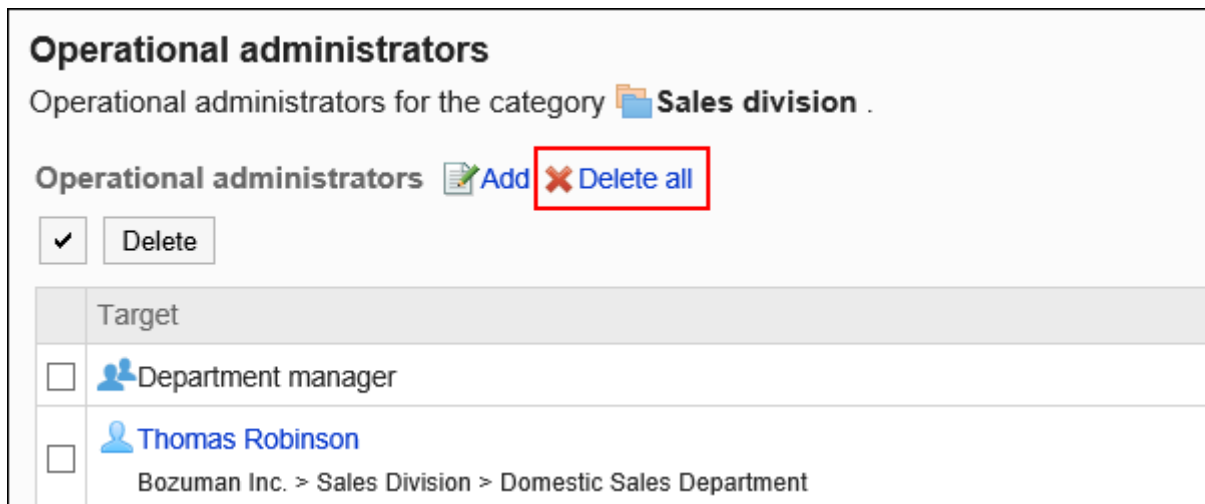 Operational administrators
Operational administrators for the category Sales division .
Operational administrators Add Delete all
Delete
Target
Department manager
Thomas Robinson
Bozuman Inc. > Sales Division > Domestic Sales Department